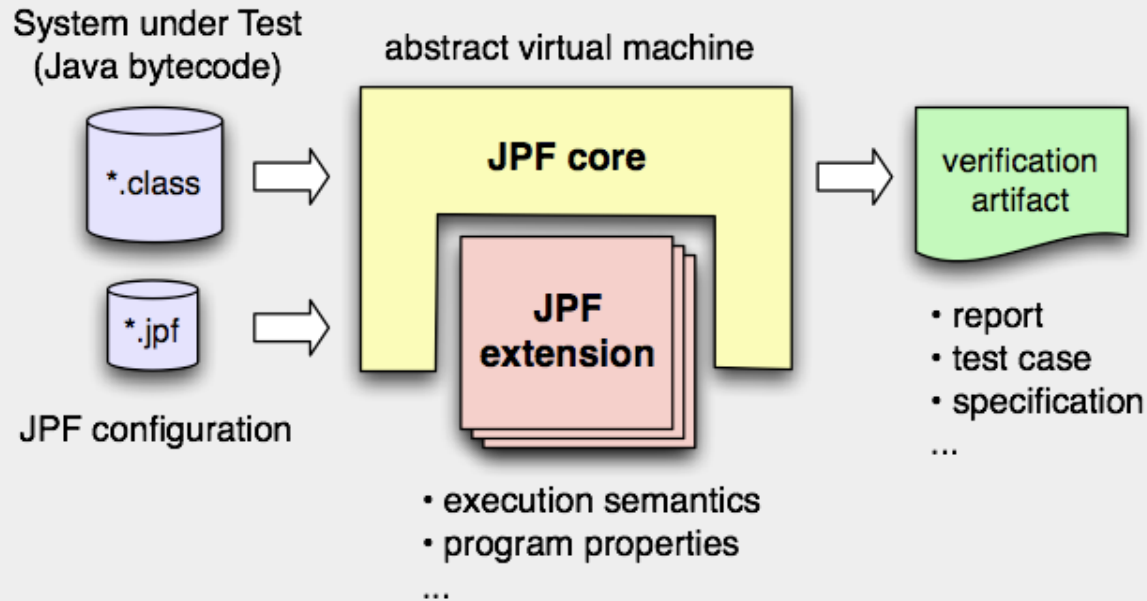 System under Test
(Java bytecode)
abstract virtual machine
*.class
JPF core
verification
artifact
*.jpf
JPF
extension
• report
• test case
• specification
...
JPF configuration
• execution semantics
• program properties
...